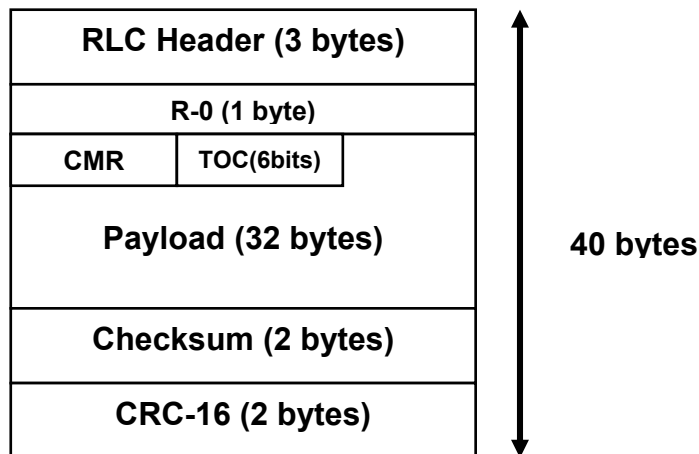 RLC Header (3 bytes)
R-0 (1 byte)
CMR TOC(6bits)
Payload (32 bytes)
40 bytes
Checksum (2 bytes)
CRC-16 (2 bytes)